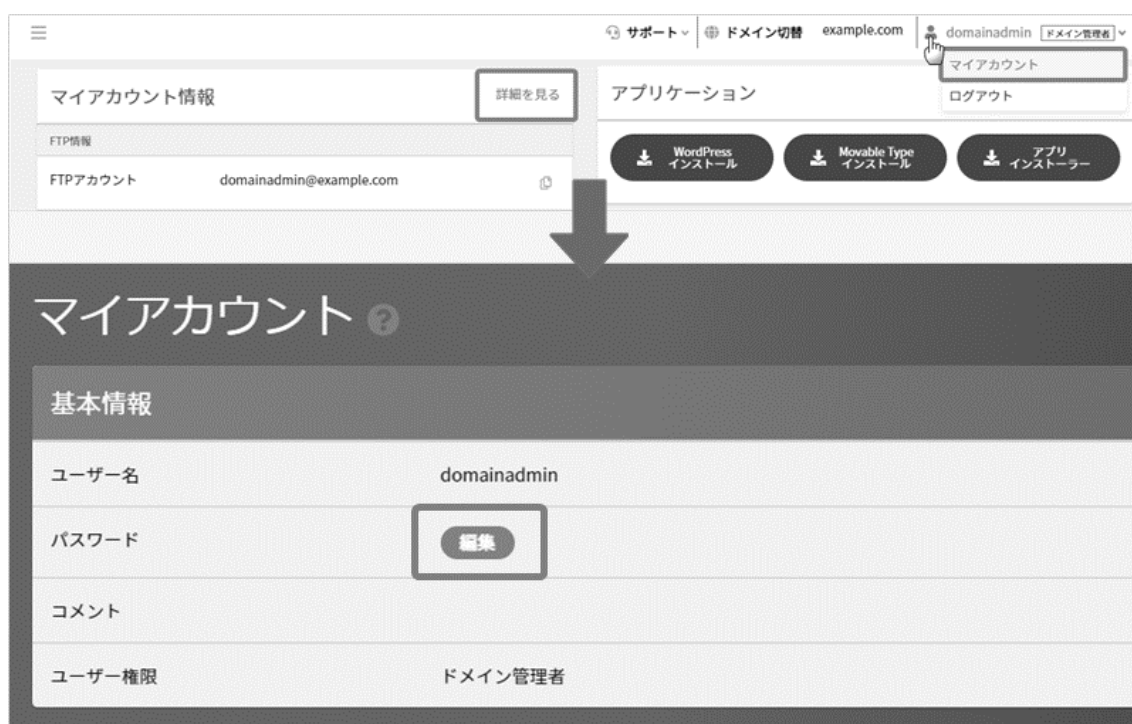 サポート ドメイン切替 example.com domainadmin ドメイン管理者
マイアカウント
ログアウト
マイアカウント情報 詳細を見る
FTP情報
FTPアカウント domainadmin@example.com
アプリケーション
WordPress
インストール
Movable Type
インストール
アプリ
インストーラー
マイアカウント ?
基本情報
ユーザー名 domainadmin
パスワード 編集
コメント
ユーザー権限 ドメイン管理者